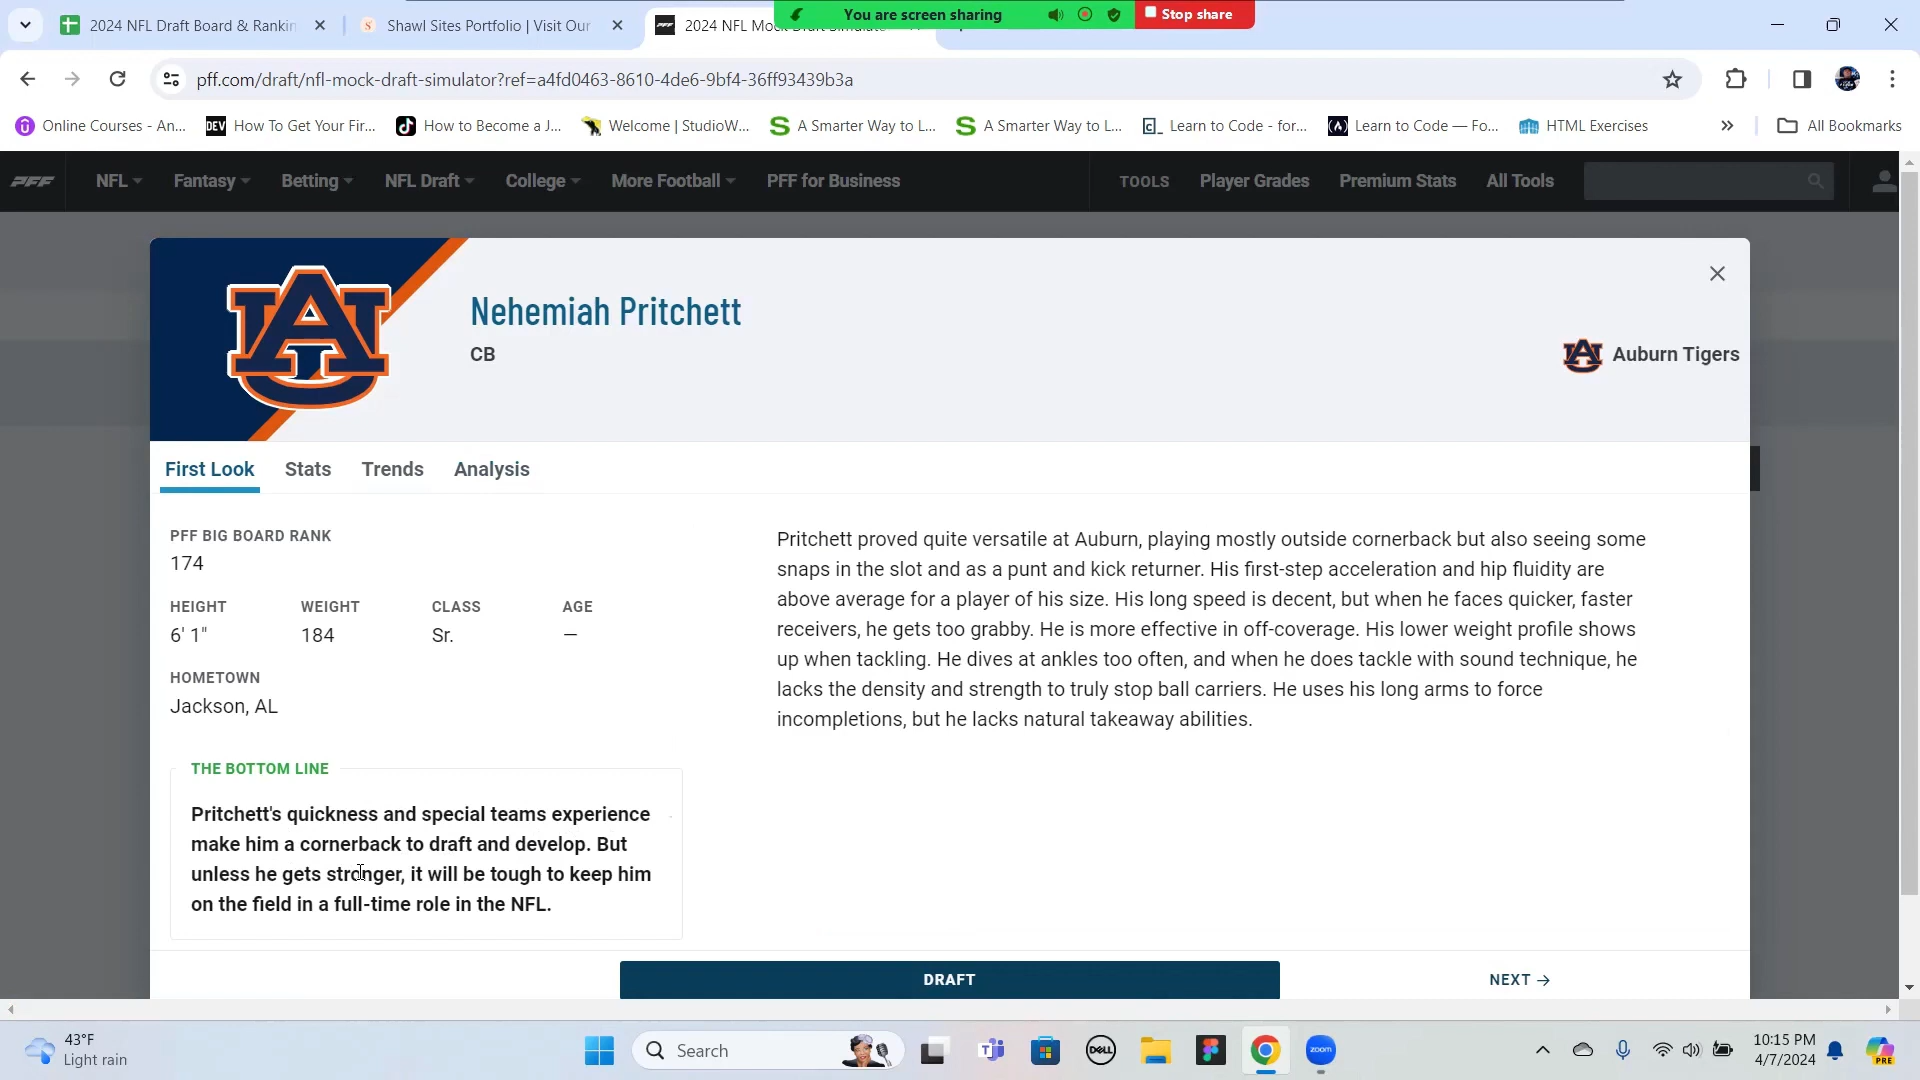 2024 NFL Draft Board & Rankin
Shawl Sites Portfolio | Visit Our
2024 NFL Mock Draft Simulate
You are screen sharing
Stop share
pff.com/draft/nfl-mock-draft-simulator?ref=a4fd0463-8610-4de6-9bf4-36ff93439b3a
Online Courses - An...
DEV How To Get Your Fir...
How to Become a J...
Welcome | StudioW...
A Smarter Way to L...
A Smarter Way to L...
Learn to Code - for...
Learn to Code — Fo...
HTML Exercises
All Bookmarks
PFF
NFL
Fantasy
Betting
NFL Draft
College
More Football
PFF for Business
TOOLS
Player Grades
Premium Stats
All Tools
Nehemiah Pritchett
CB
Auburn Tigers
First Look
Stats
Trends
Analysis
PFF BIG BOARD RANK
174
HEIGHT WEIGHT CLASS AGE
6' 1" 184 Sr. —
HOMETOWN
Jackson, AL
THE BOTTOM LINE
Pritchett's quickness and special teams experience
make him a cornerback to draft and develop. But
unless he gets stronger, it will be tough to keep him
on the field in a full-time role in the NFL.
Pritchett proved quite versatile at Auburn, playing mostly outside cornerback but also seeing some
snaps in the slot and as a punt and kick returner. His first-step acceleration and hip fluidity are
above average for a player of his size. His long speed is decent, but when he faces quicker, faster
receivers, he gets too grabby. He is more effective in off-coverage. His lower weight profile shows
up when tackling. He dives at ankles too often, and when he does tackle with sound technique, he
lacks the density and strength to truly stop ball carriers. He uses his long arms to force
incompletions, but he lacks natural takeaway abilities.
DRAFT
NEXT →
43°F
Light rain
Search
DELL
zoom
10:15 PM
4/7/2024
PRE